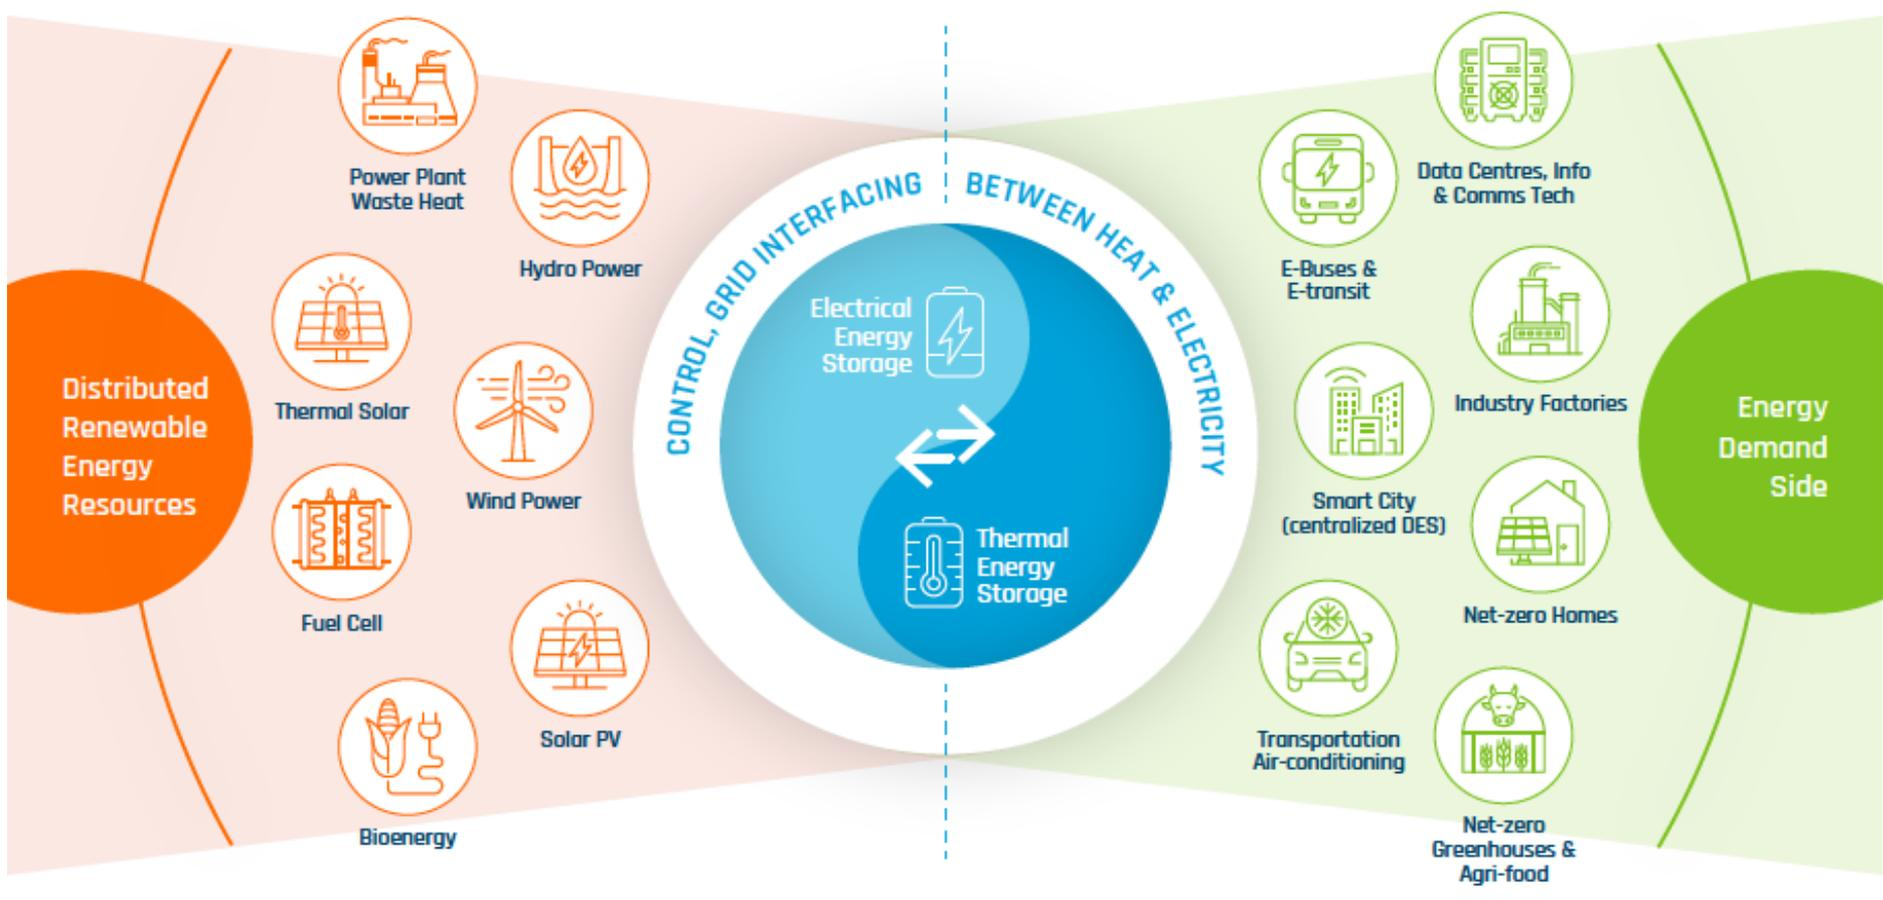 Distributed
Renewable
Energy
Resources
Power Plant
Waste Heat
Hydro Power
Thermal Solar
Wind Power
Fuel Cell
Solar PV
Bioenergy
CONTROL, GRID INTERFACING
BETWEEN HEAT & ELECTRICITY
Electrical
Energy
Storage
Thermal
Energy
Storage
Data Centres, Info
& Comms Tech
E-Buses &
E-transit
Industry Factories
Smart City
(centralized DES)
Net-zero Homes
Transportation
Air-conditioning
Net-zero
Greenhouses &
Agri-food
Energy
Demand
Side